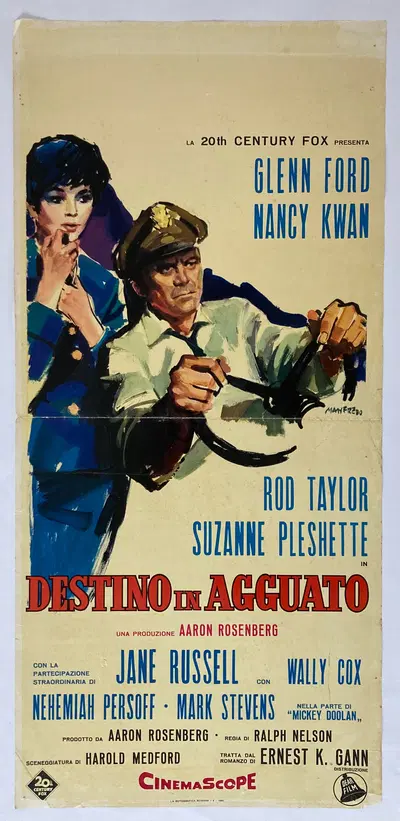 LA 20th CENTURY FOX PRESENTA
GLENN FORD
NANCY KWAN
MANFREDO
ROD TAYLOR
SUZANNE PLESHETTE
IN
DESTINO IN AGGUATO
UNA PRODUZIONE AARON ROSENBERG
CON LA PARTECIPAZIONE STRAORDINARIA DI JANE RUSSELL CON WALLY COX
NEHEMIAH PERSOFF · MARK STEVENS NELLA PARTE DI "MICKEY DOOLAN„
PRODOTTO DA AARON ROSENBERG · REGIA DI RALPH NELSON
SCENEGGIATURA DI HAROLD MEDFORD TRATTA DAL ROMANZO DI ERNEST K. GANN
CINEMASCOPE
DISTRIBUZIONE
DEAR FILM
20th CENTURY FOX